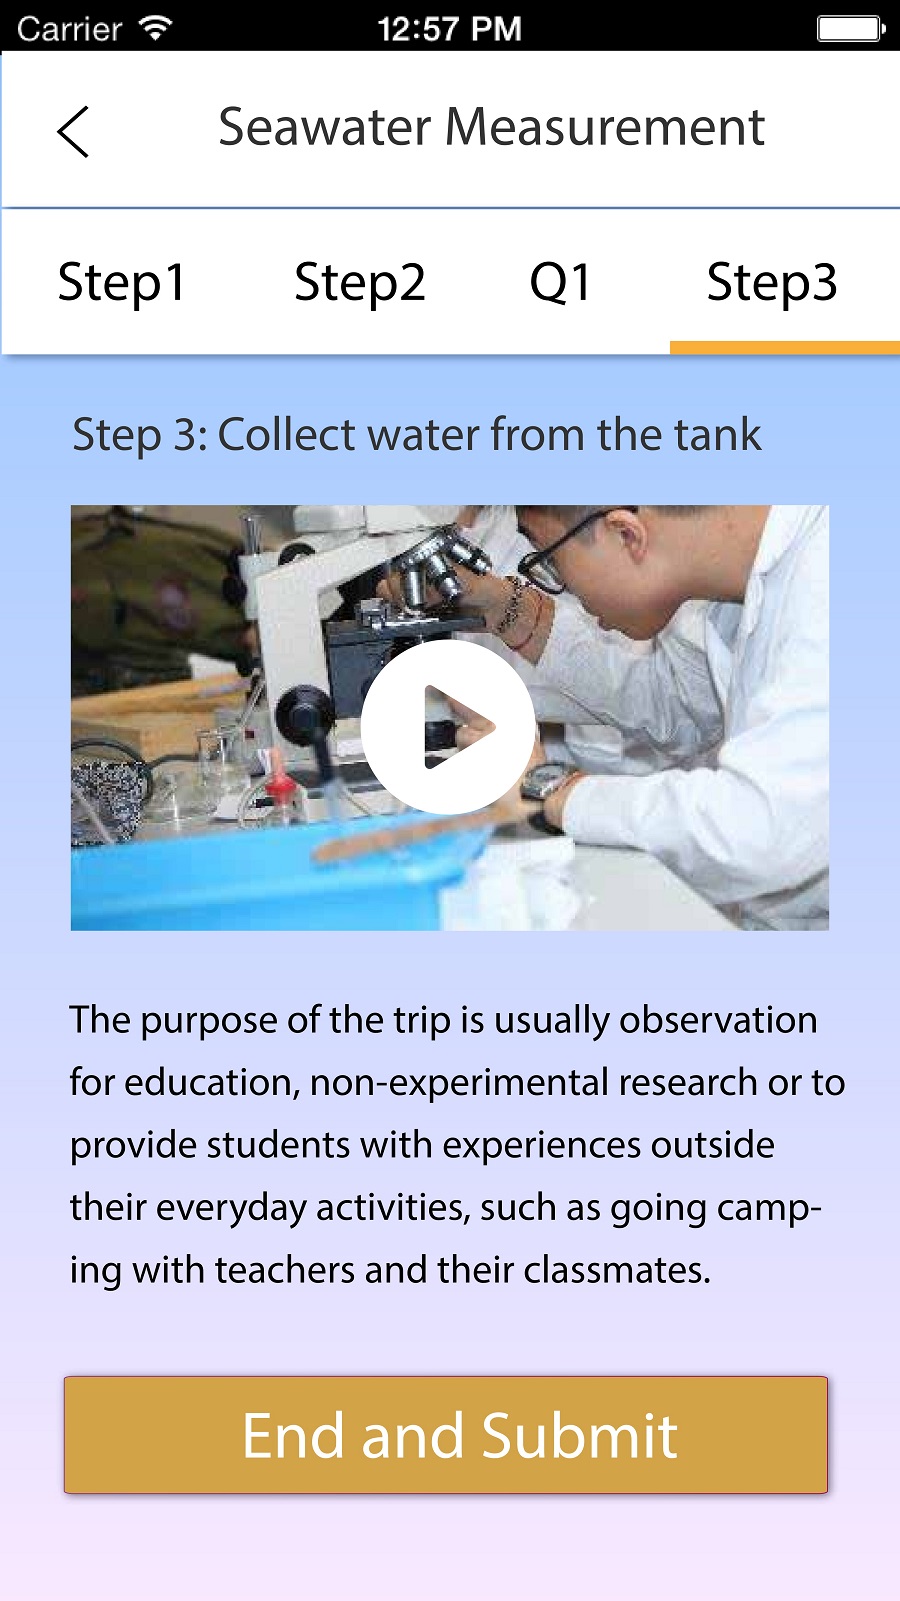 Carrier 12:57 PM
Seawater Measurement
Step1 Step2 Q1 Step3
Step 3: Collect water from the tank
The purpose of the trip is usually observation
for education, non-experimental research or to
provide students with experiences outside
their everyday activities, such as going camp-
ing with teachers and their classmates.
End and Submit